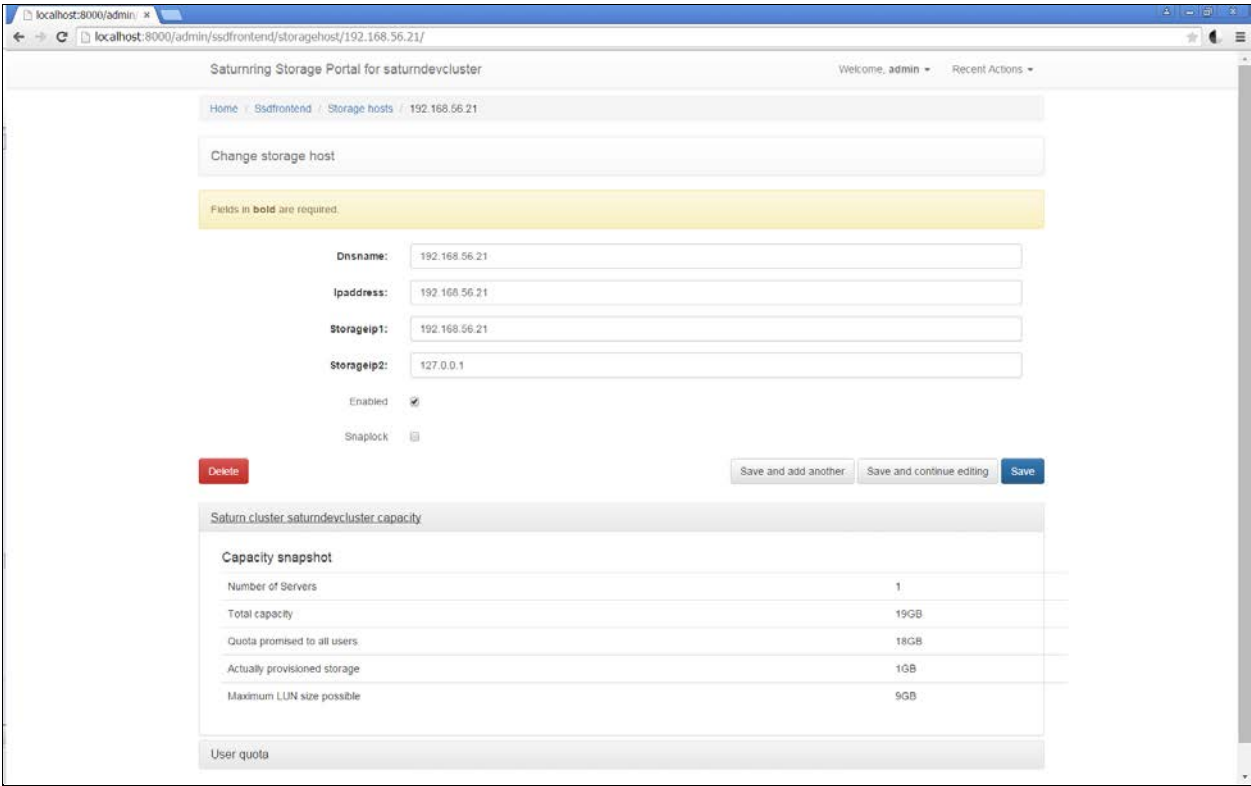 localhost:8000/admin/ ×
localhost:8000/admin/ssdfrontend/storagehost/192.168.56.21/
Saturnring Storage Portal for saturndevcluster Welcome, admin Recent Actions
Home / Ssdfrontend / Storage hosts / 192.168.56.21
Change storage host
Fields in bold are required.
Dnsname: 192.168.56.21
Ipaddress: 192.168.56.21
Storageip1: 192.168.56.21
Storageip2: 127.0.0.1
Enabled
Snaplock
Delete Save and add another Save and continue editing Save
Saturn cluster saturndevcluster capacity
Capacity snapshot
Number of Servers 1
Total capacity 19GB
Quota promised to all users 18GB
Actually provisioned storage 1GB
Maximum LUN size possible 9GB
User quota